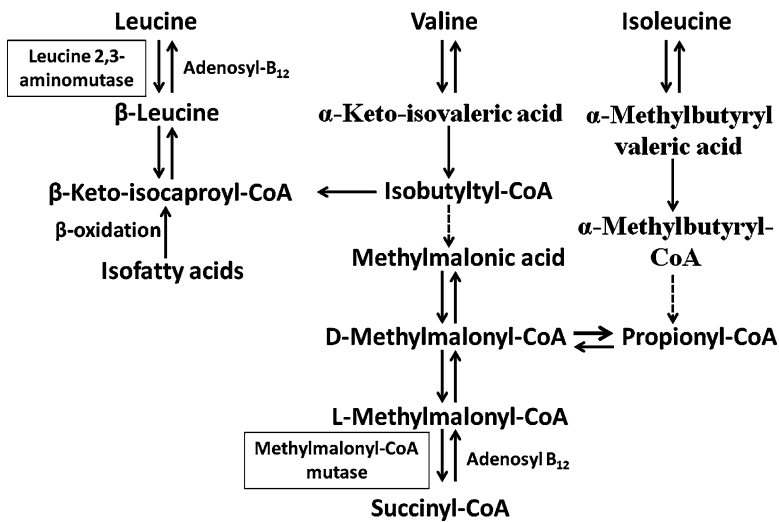 Leucine
Valine
Isoleucine
Leucine 2,3-
aminomutase
Adenosyl-B12
β-Leucine
α-Keto-isovaleric acid
α-Methylbutyryl
valeric acid
β-Keto-isocaproyl-CoA
Isobutyltyl-CoA
β-oxidation
α-Methylbutyryl-
CoA
Isofatty acids
Methylmalonic acid
D-Methylmalonyl-CoA
Propionyl-CoA
L-Methylmalonyl-CoA
Methylmalonyl-CoA
mutase
Adenosyl B12
Succinyl-CoA